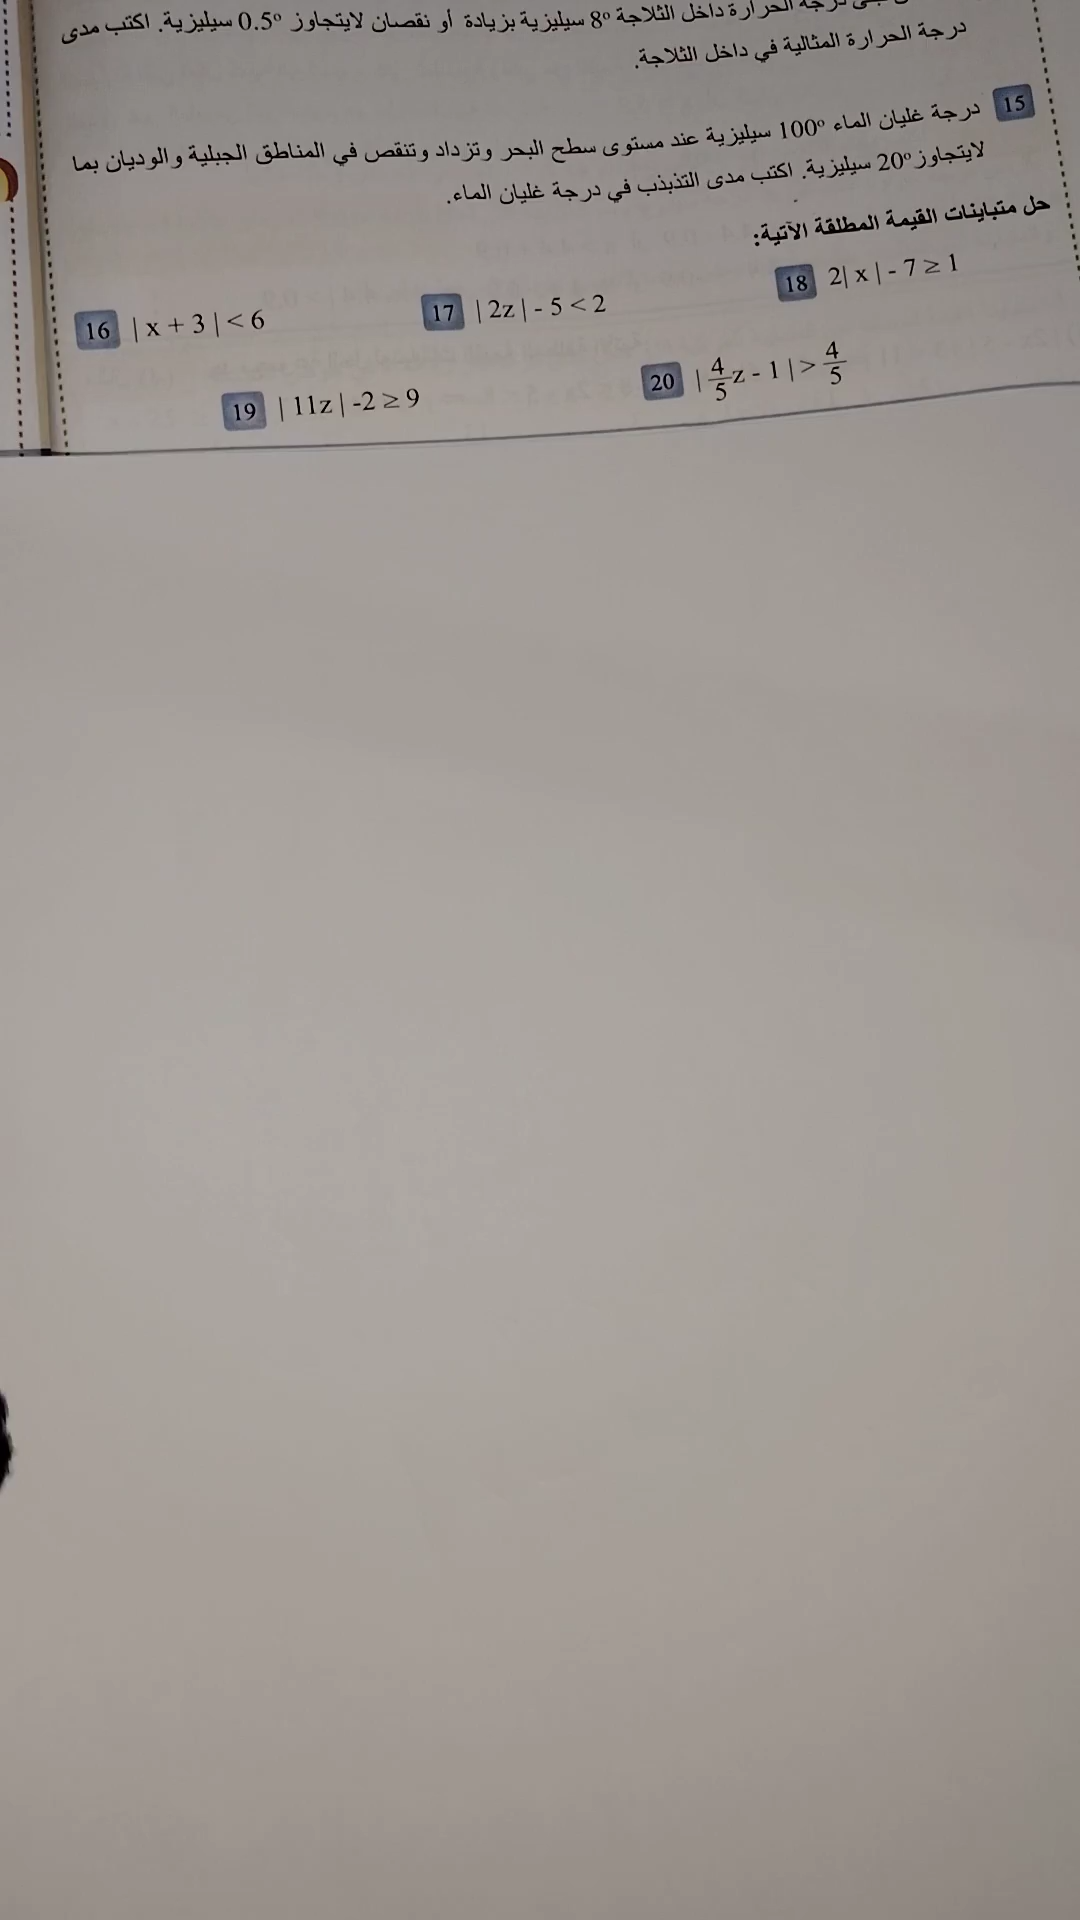 درجة الحرارة داخل الثلاجة 8° سيليزية بزيادة أو نقصان لايتجاوز 0.5° سيليزية. اكتب مدى
درجة الحرارة المثالية في داخل الثلاجة.
15 درجة غليان الماء 100° سيليزية عند مستوى سطح البحر وتزداد وتنقص في المناطق الجبلية والوديان بما
لايتجاوز 20° سيليزية. اكتب مدى التذبذب في درجة غليان الماء.
حل متباينات القيمة المطلقة الآتية:
16 | x + 3 | < 6 17 | 2z | - 5 < 2 18 2| x | - 7 ≥ 1
19 | 11z | -2 ≥ 9 20 | 4/5 z - 1 | > 4/5